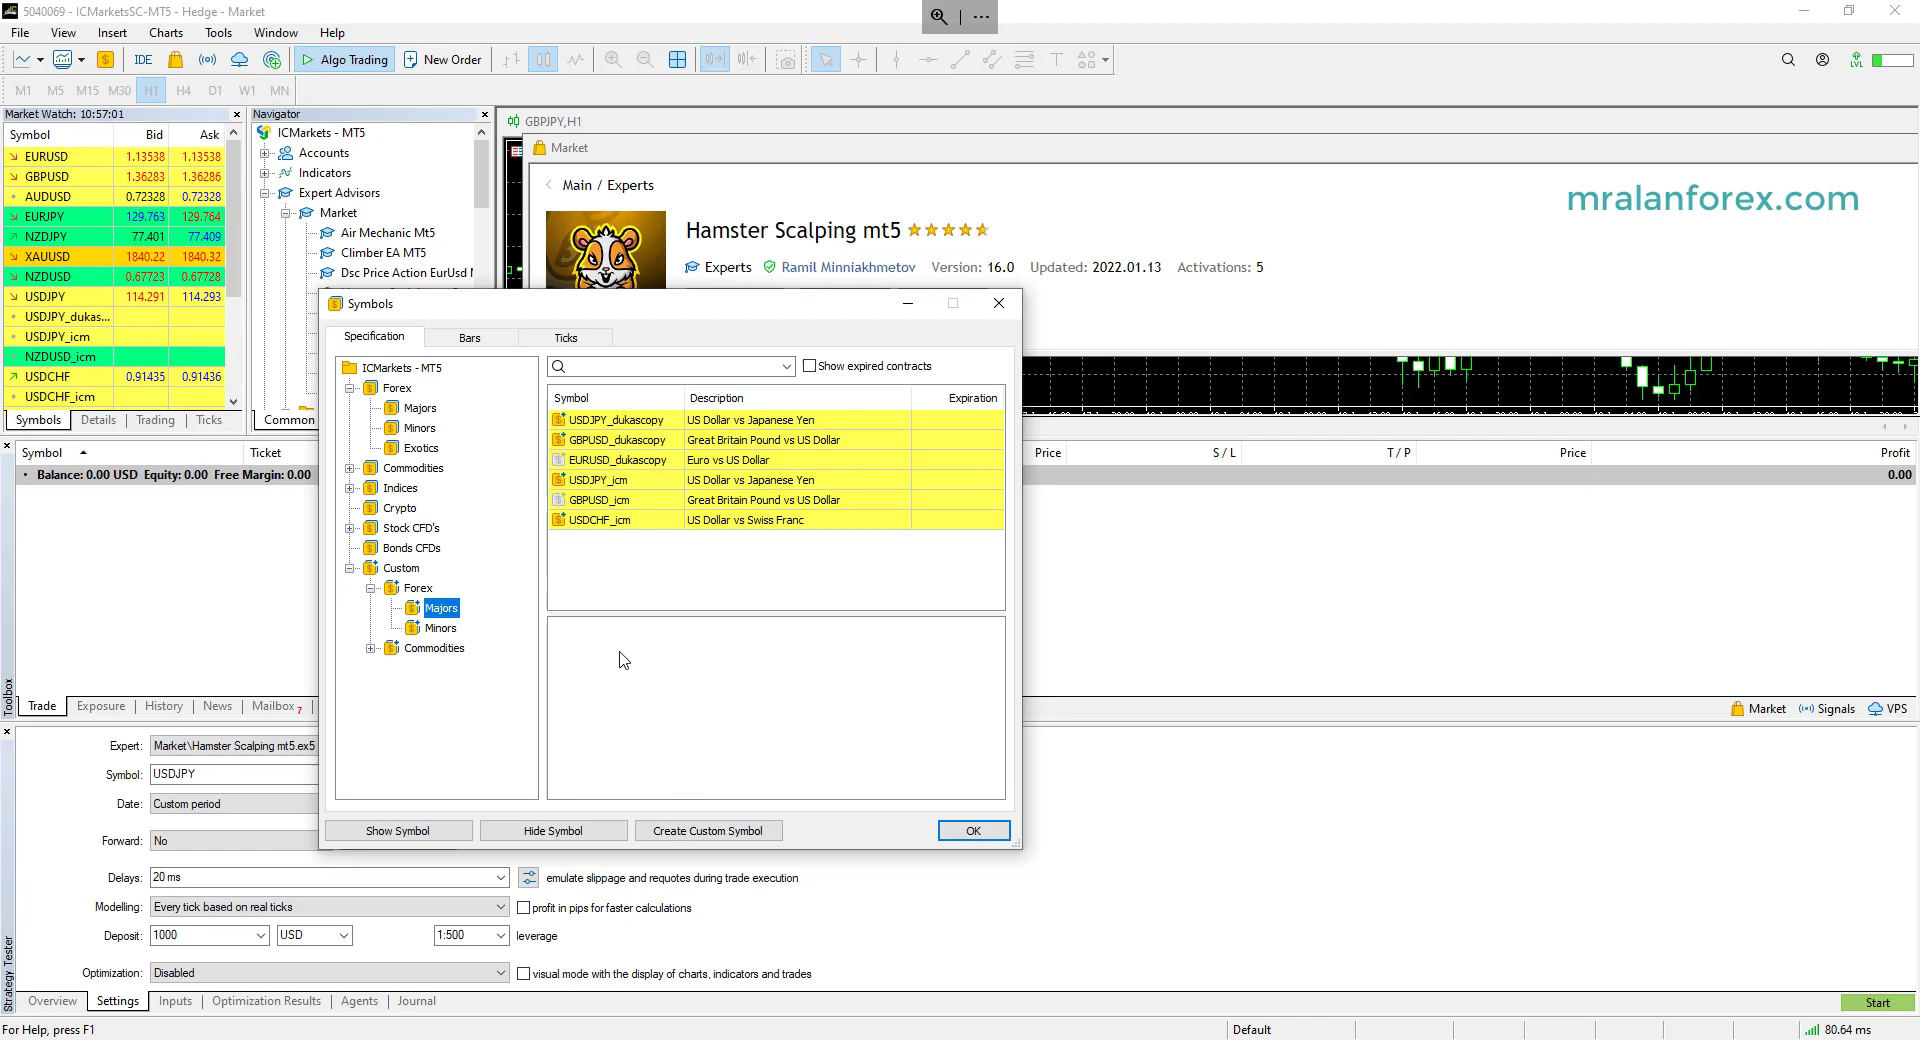 5040069 - ICMarketsSC-MT5 - Hedge - Market
File View Insert Charts Tools Window Help
IDE Algo Trading New Order LVL
M1 M5 M15 M30 H1 H4 D1 W1 MN
Market Watch: 10:57:01
Symbol Bid Ask
EURUSD 1.13538 1.13538
GBPUSD 1.36283 1.36286
AUDUSD 0.72328 0.72328
EURJPY 129.763 129.764
NZDJPY 77.401 77.409
XAUUSD 1840.22 1840.32
NZDUSD 0.67723 0.67728
USDJPY 114.291 114.293
USDJPY_dukas...
USDJPY_icm
NZDUSD_icm
USDCHF 0.91435 0.91436
USDCHF_icm
Symbols Details Trading Ticks
Navigator
ICMarkets - MT5
Accounts
Indicators
Expert Advisors
Market
Air Mechanic Mt5
Climber EA MT5
Dsc Price Action EurUsd
Common
GBPJPY,H1
Market
Main / Experts
mralanforex.com
Hamster Scalping mt5
Experts Ramil Minniakhmetov Version: 16.0 Updated: 2022.01.13 Activations: 5
Symbols
Specification Bars Ticks
ICMarkets - MT5
Forex
Majors
Minors
Exotics
Commodities
Indices
Crypto
Stock CFD's
Bonds CFDs
Custom
Forex
Majors
Minors
Commodities
Show expired contracts
Symbol Description Expiration
USDJPY_dukascopy US Dollar vs Japanese Yen
GBPUSD_dukascopy Great Britain Pound vs US Dollar
EURUSD_dukascopy Euro vs US Dollar
USDJPY_icm US Dollar vs Japanese Yen
GBPUSD_icm Great Britain Pound vs US Dollar
USDCHF_icm US Dollar vs Swiss Franc
Show Symbol Hide Symbol Create Custom Symbol OK
Symbol Ticket Price S / L T / P Price Profit
Balance: 0.00 USD Equity: 0.00 Free Margin: 0.00 0.00
Toolbox
Trade Exposure History News Mailbox 7
Market Signals VPS
Expert: Market\Hamster Scalping mt5.ex5
Symbol: USDJPY
Date: Custom period
Forward: No
Delays: 20 ms emulate slippage and requotes during trade execution
Modelling: Every tick based on real ticks profit in pips for faster calculations
Deposit: 1000 USD 1:500 leverage
Optimization: Disabled visual mode with the display of charts, indicators and trades
Strategy Tester
Overview Settings Inputs Optimization Results Agents Journal Start
For Help, press F1 Default 80.64 ms